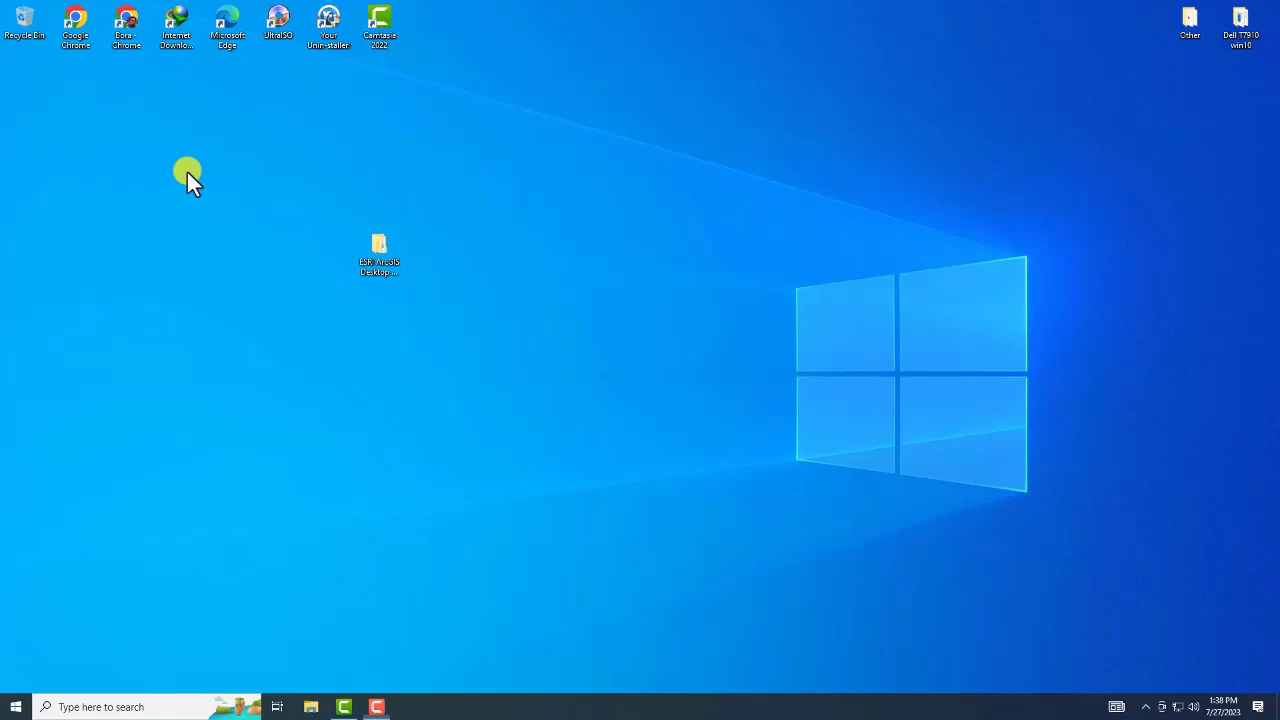 Recycle Bin
Google
Chrome
Bora -
Chrome
Internet
Downlo...
Microsoft
Edge
UltraISO
Your
Unin-staller
Camtasia
2022
Other
Dell T7910
win10
ESRI ArcGIS
Desktop ...
Type here to search
1:38 PM
7/27/2023